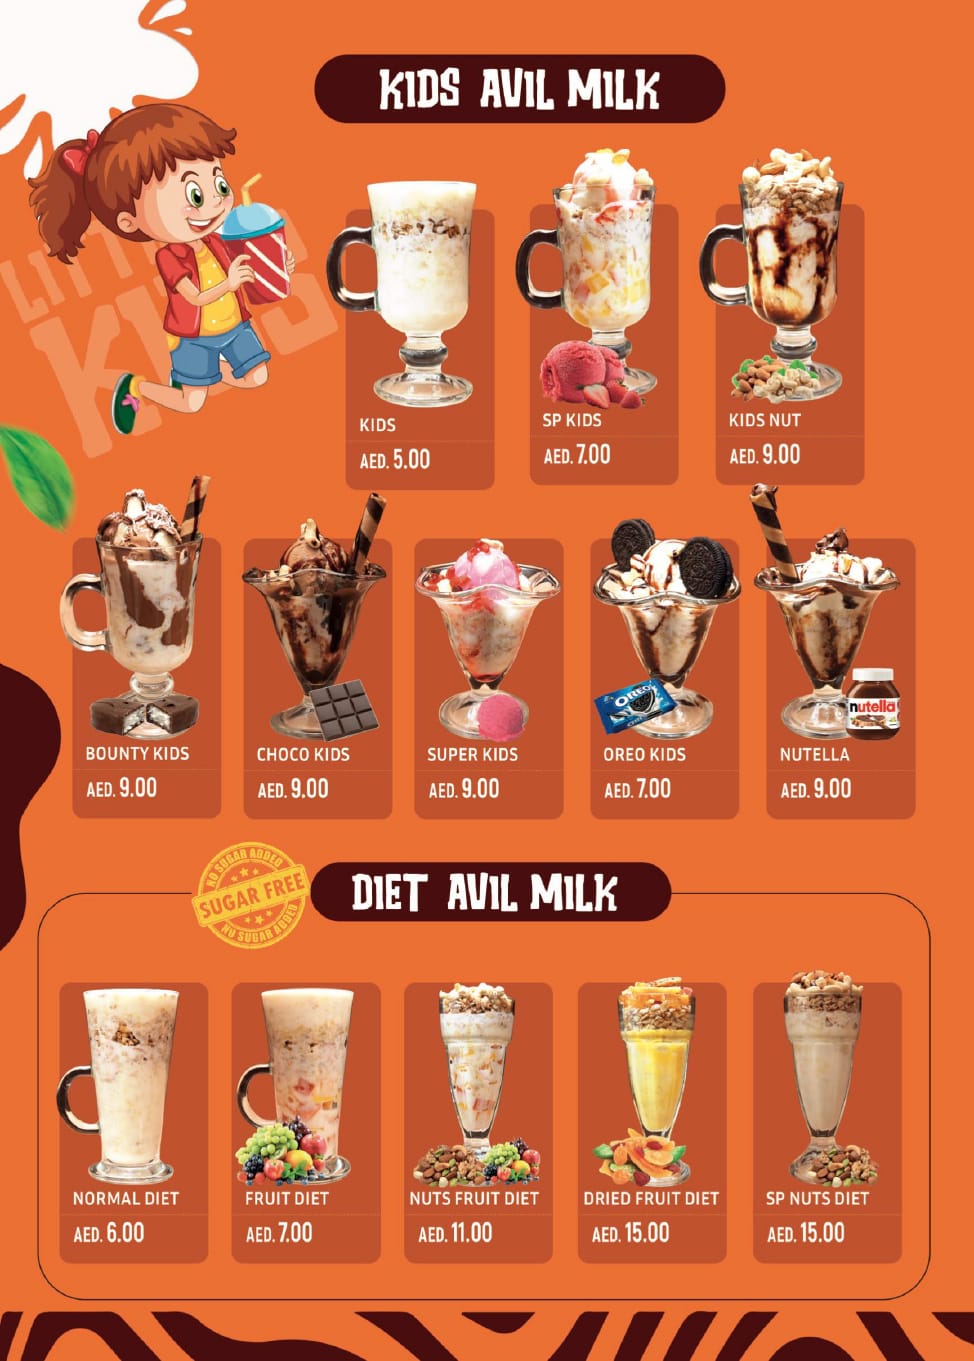 KIDS AVIL MILK
KIDS
KIDS
AED. 5.00
SP KIDS
AED. 7.00
KIDS NUT
AED. 9.00
BOUNTY KIDS
AED. 9.00
CHOCO KIDS
AED. 9.00
SUPER KIDS
AED. 9.00
OREO
OREO KIDS
AED. 7.00
nutella
NUTELLA
AED. 9.00
NO SUGAR ADDED
SUGAR FREE
NO SUGAR ADDED
DIET AVIL MILK
NORMAL DIET
AED. 6.00
FRUIT DIET
AED. 7.00
NUTS FRUIT DIET
AED. 11.00
DRIED FRUIT DIET
AED. 15.00
SP NUTS DIET
AED. 15.00